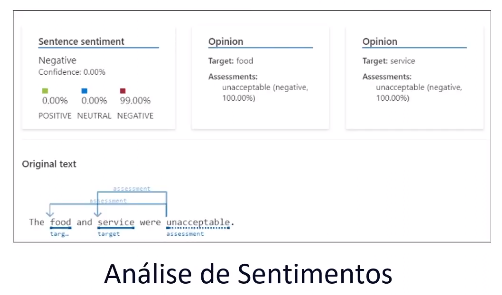 Sentence sentiment
Negative
Confidence: 0.00%
0.00% 0.00% 99.00%
POSITIVE NEUTRAL NEGATIVE
Opinion
Target: food
Assessments:
unacceptable (negative,
100.00%)
Opinion
Target: service
Assessments:
unacceptable (negative,
100.00%)
Original text
assessment
assessment
The food and service were unacceptable.
targ… target assessment
Análise de Sentimentos